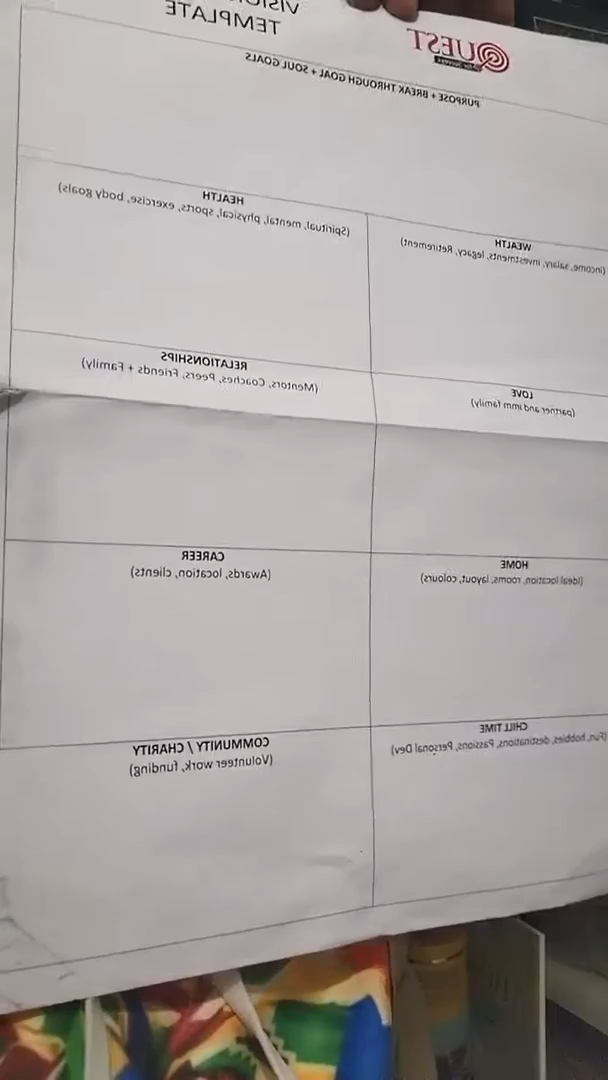 QUEST
TEMPLATE
PURPOSE + BREAK THROUGH GOAL + SOUL GOALS
WEALTH
(income, salary, investments, legacy, Retirement)
HEALTH
(Spiritual, mental, physical, sports, exercise, body goals)
LOVE
(partner and imm family)
RELATIONSHIPS
(Mentors, Coaches, Peers, Friends + Family)
HOME
(Ideal location, rooms, layout, colours)
CAREER
(Awards, location, clients)
CHILL TIME
(Fun, hobbies, destinations, Passions, Personal Dev)
COMMUNITY / CHARITY
(Volunteer work, funding)